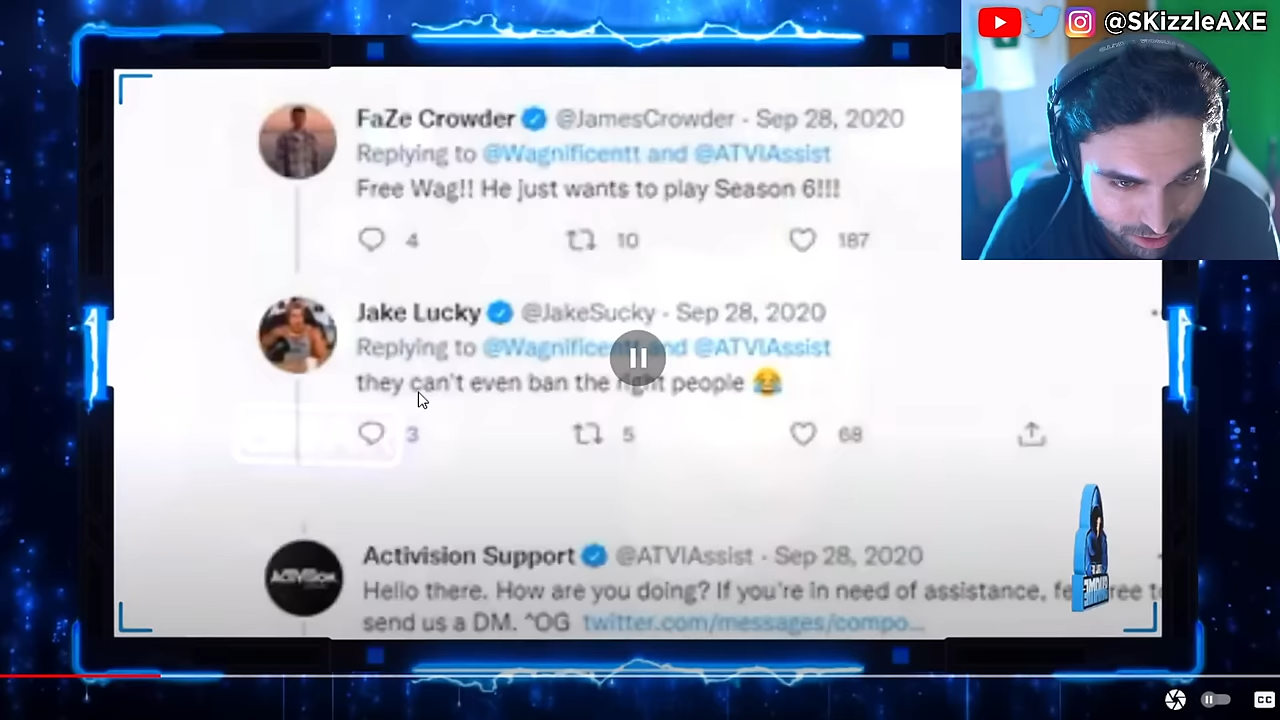 @SKizzleAXE
FaZe Crowder @JamesCrowder · Sep 28, 2020
Replying to @Wagnificentt and @ATVIAssist
Free Wag!! He just wants to play Season 6!!!
4 10 187
Jake Lucky @JakeSucky · Sep 28, 2020
Replying to @Wagnificentt and @ATVIAssist
they can't even ban the right people 😂
3 5 68
Activision Support @ATVIAssist · Sep 28, 2020
ACTIVISION
Hello there. How are you doing? If you're in need of assistance, feel free to
send us a DM. ^OG twitter.com/messages/compo...
CC